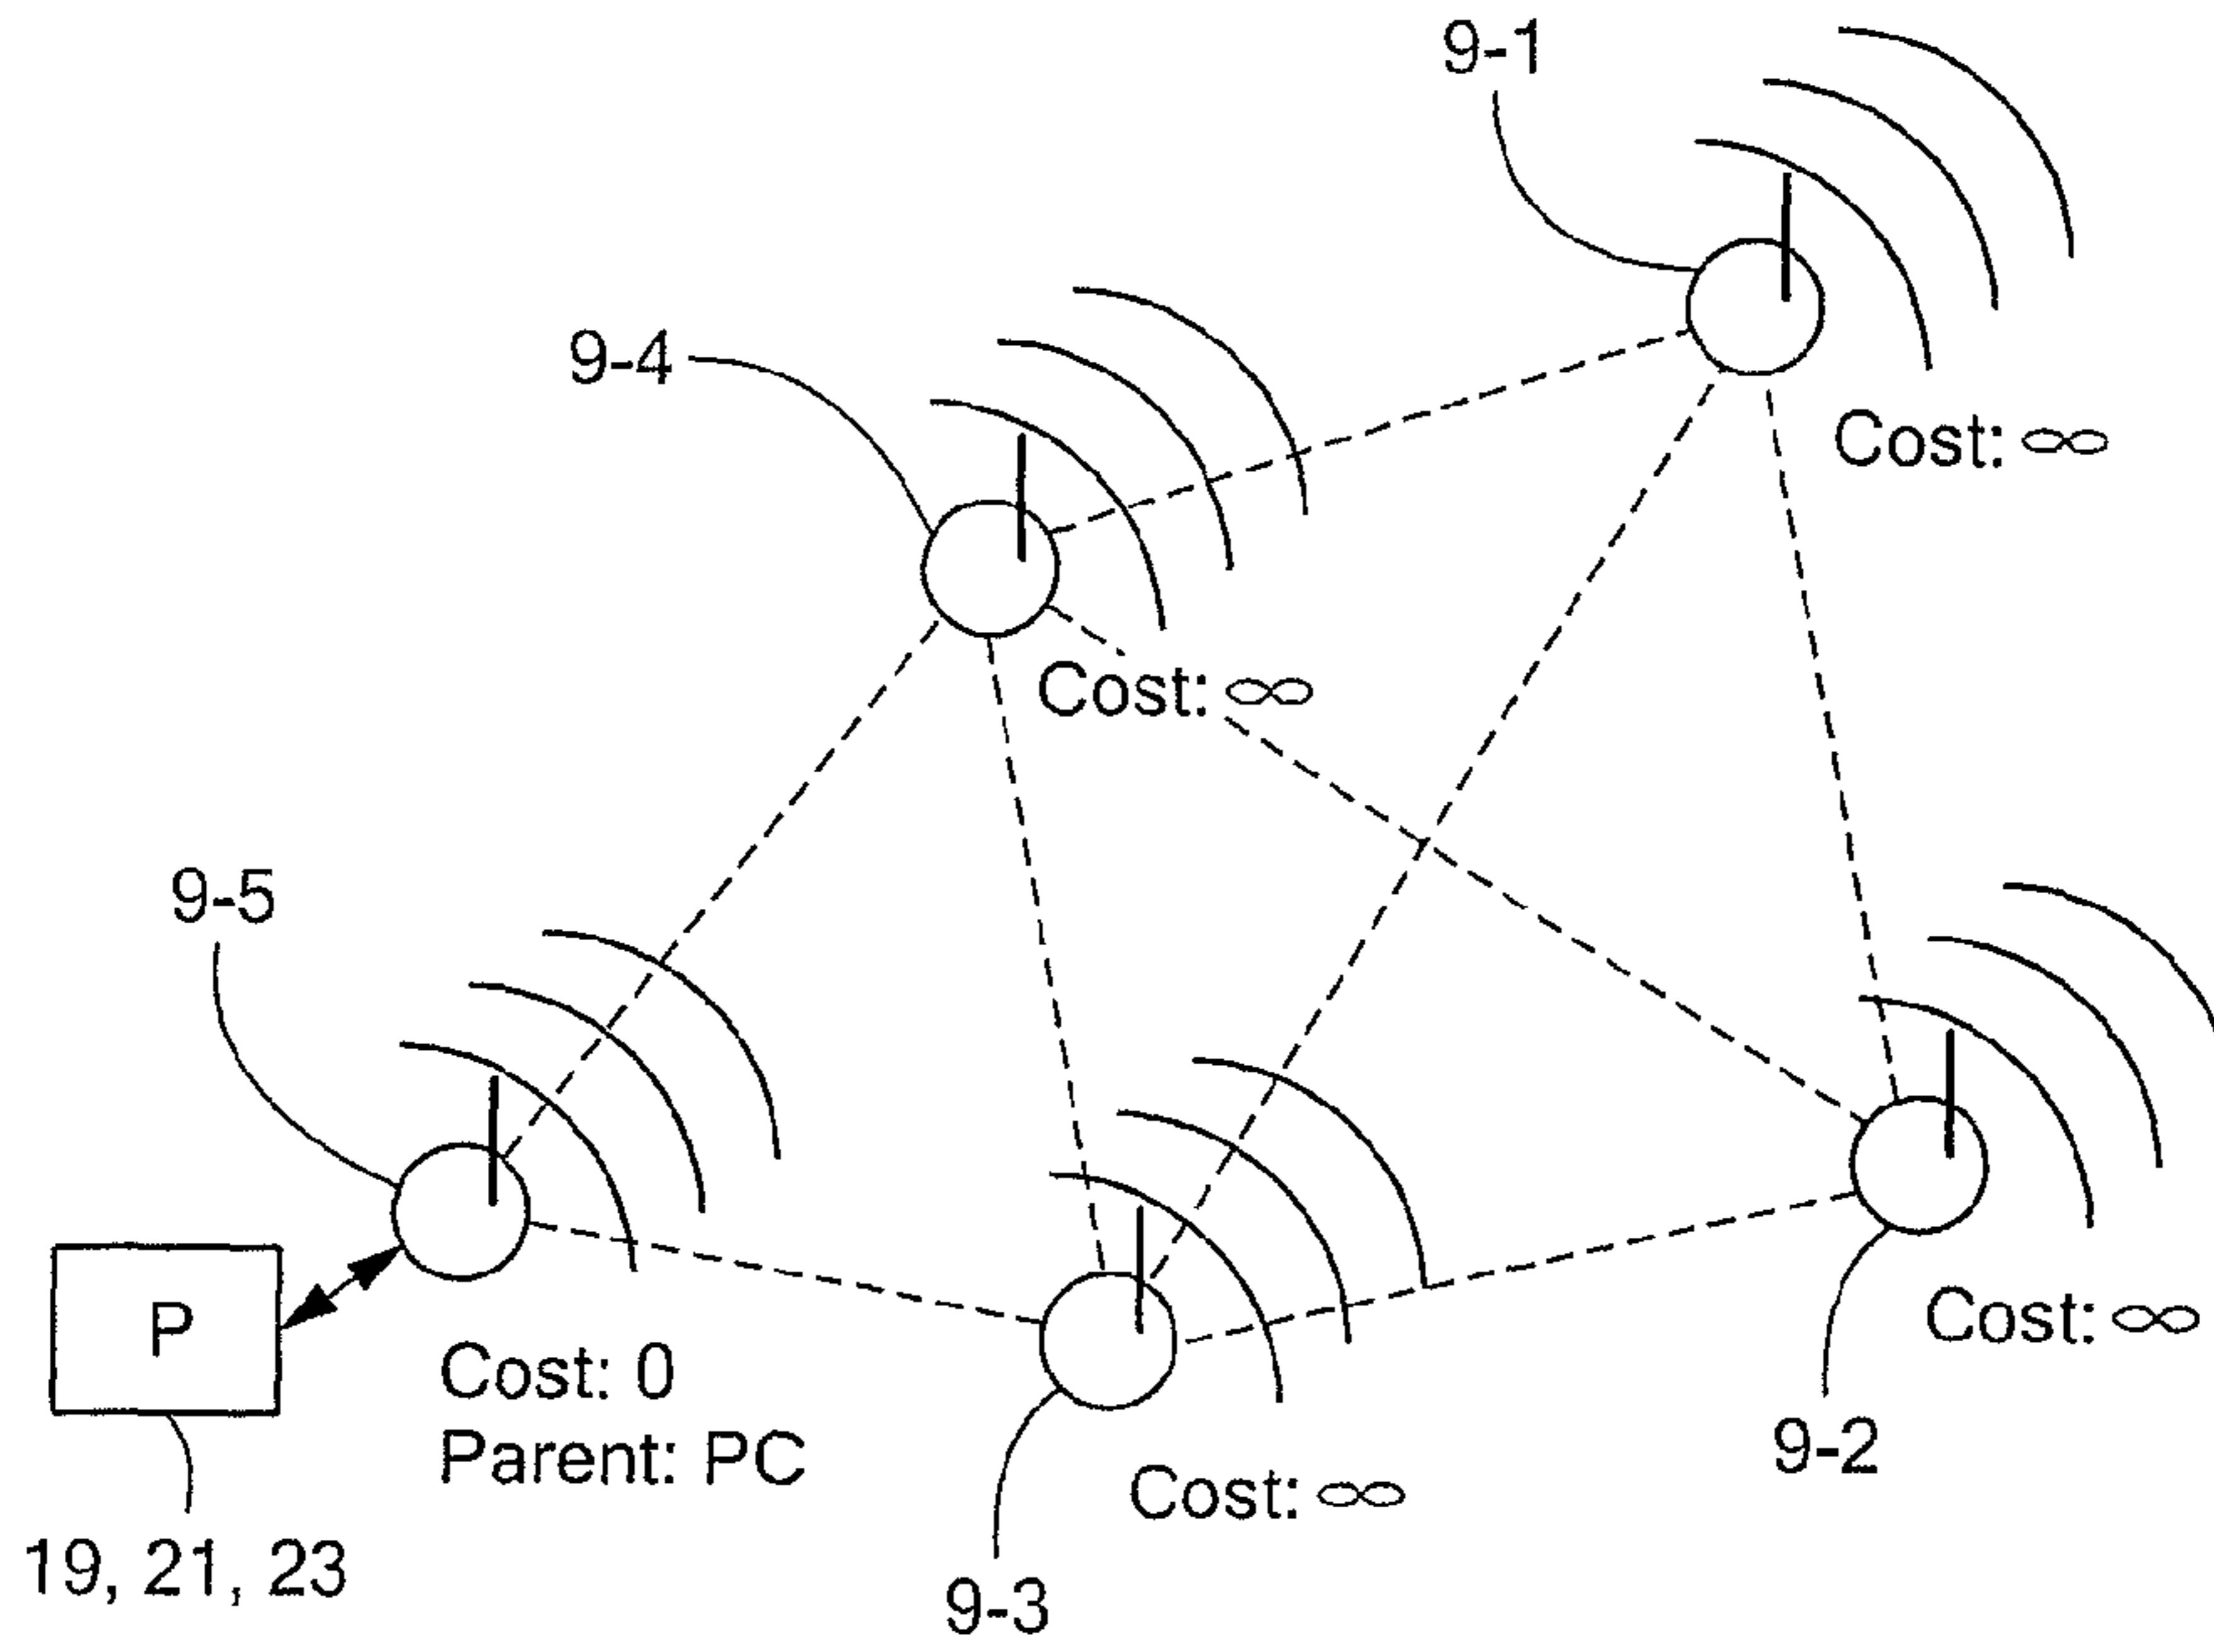 9-1
Cost: ∞
9-4
Cost: ∞
9-5
P
Cost: 0
Parent: PC
19, 21, 23
9-3
Cost: ∞
9-2
Cost: ∞